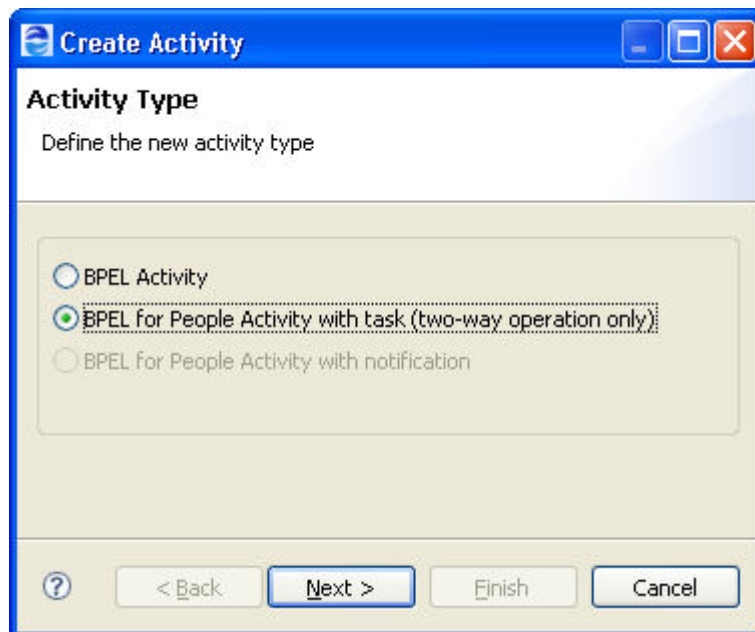 Create Activity
Activity Type
Define the new activity type
BPEL Activity
BPEL for People Activity with task (two-way operation only)
BPEL for People Activity with notification
? < Back Next > Finish Cancel